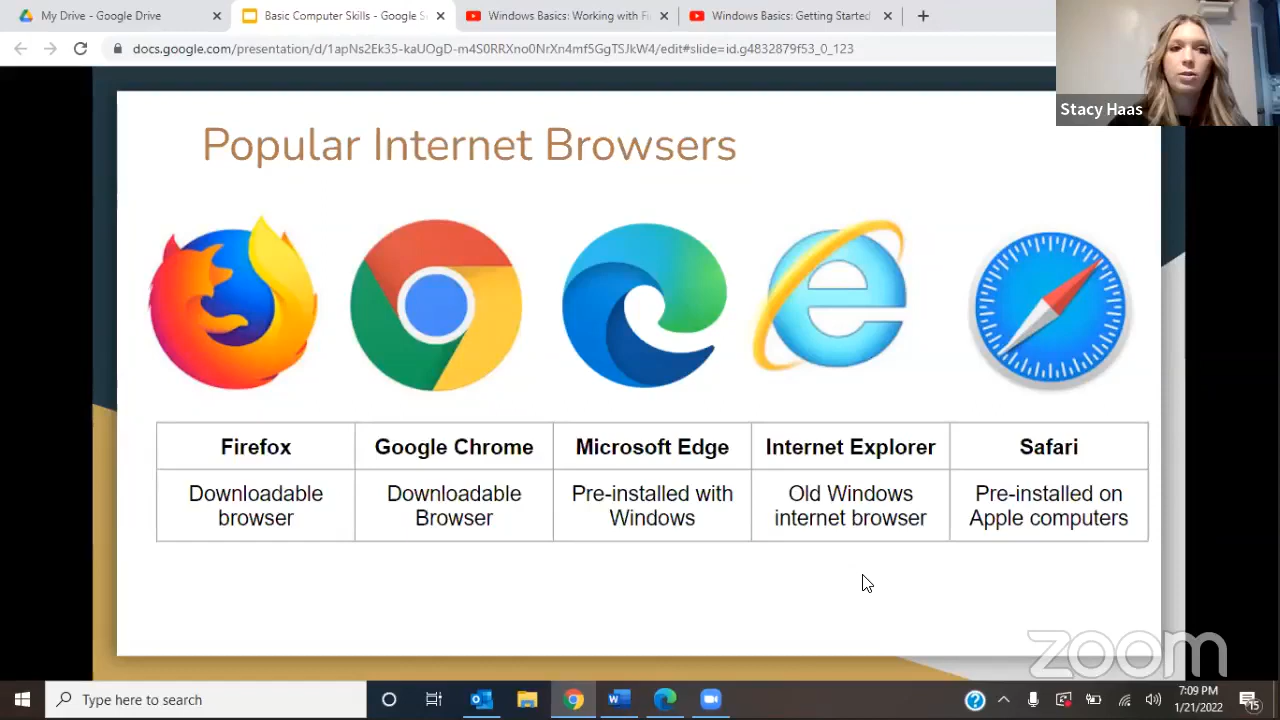 My Drive - Google Drive
Basic Computer Skills - Google S
Windows Basics: Working with Fi
Windows Basics: Getting Started
docs.google.com/presentation/d/1apNs2Ek35-kaUOgD-m4S0RRXno0NrXn4mf5GgTSJkW4/edit#slide=id.g4832879f53_0_123
Stacy Haas
Popular Internet Browsers
Firefox Google Chrome Microsoft Edge Internet Explorer Safari
Downloadable Downloadable Pre-installed with Old Windows Pre-installed on
browser Browser Windows internet browser Apple computers
zoom
Type here to search
7:09 PM
1/21/2022
15